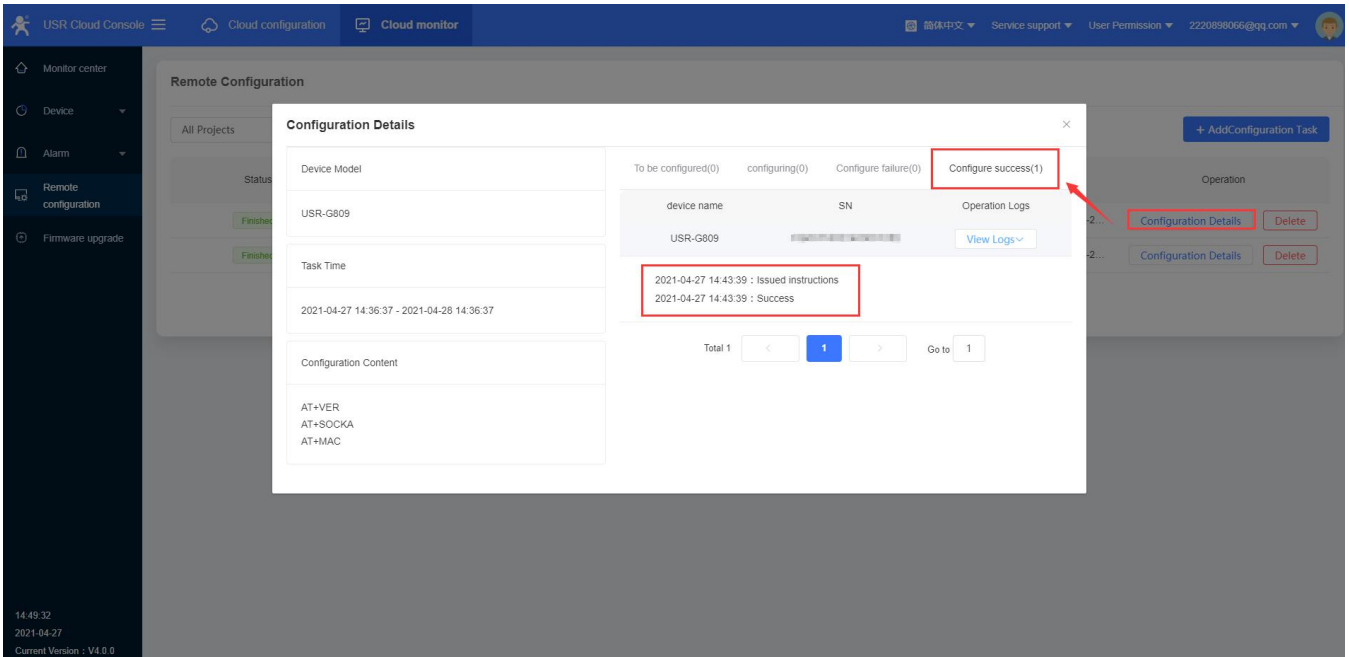 USR Cloud Console
Cloud configuration
Cloud monitor
简体中文
Service support
User Permission
2220898066@qq.com
Monitor center
Device
Alarm
Remote
configuration
Firmware upgrade
14:49:32
2021-04-27
Current Version：V4.0.0
Remote Configuration
All Projects
+ AddConfiguration Task
Status
Operation
Finished
-2...
Configuration Details
Delete
Finished
-2...
Configuration Details
Delete
Configuration Details
Device Model
USR-G809
Task Time
2021-04-27 14:36:37 - 2021-04-28 14:36:37
Configuration Content
AT+VER
AT+SOCKA
AT+MAC
To be configured(0)
configuring(0)
Configure failure(0)
Configure success(1)
device name
SN
Operation Logs
USR-G809
View Logs
2021-04-27 14:43:39：Issued instructions
2021-04-27 14:43:39：Success
Total 1
1
Go to
1